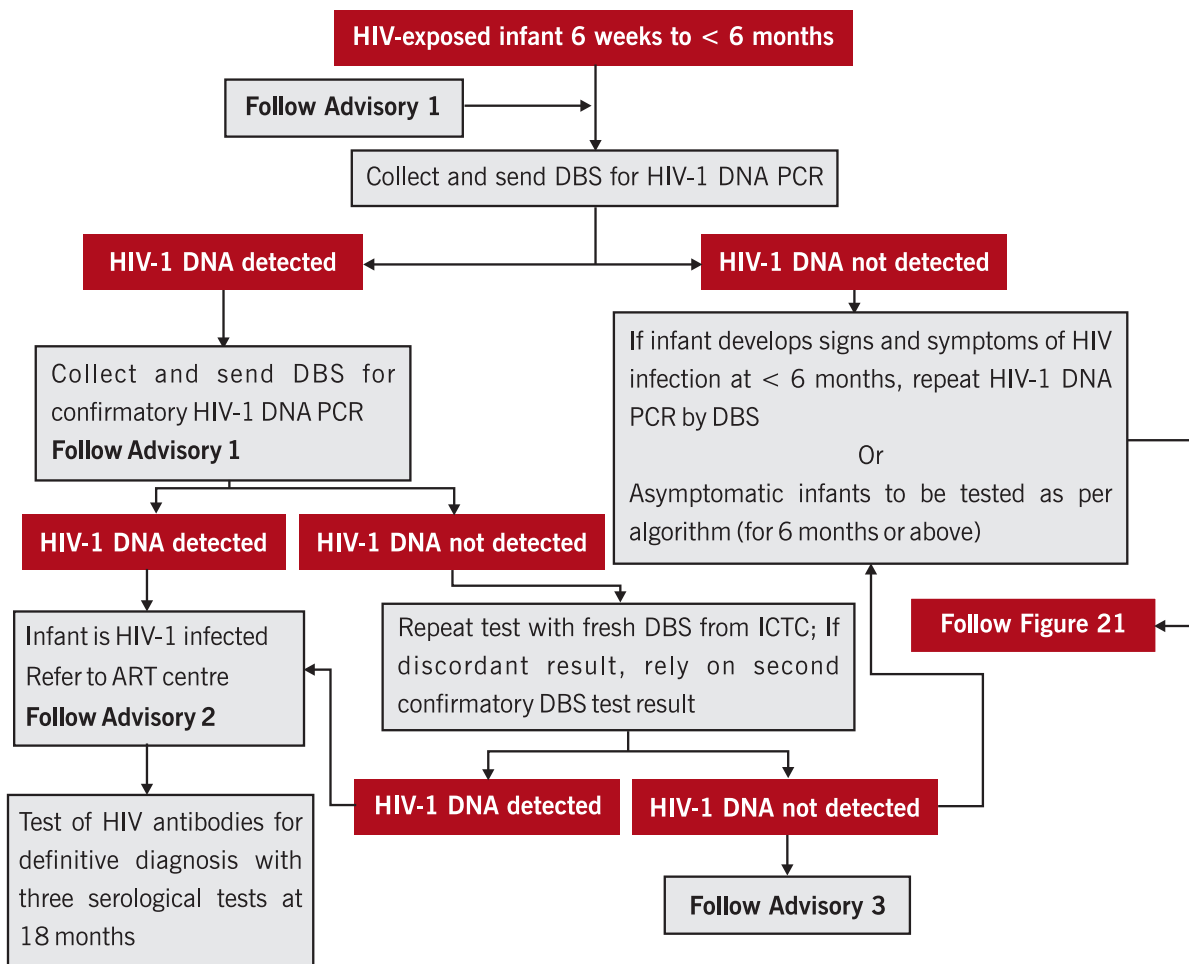 HIV-exposed infant 6 weeks to < 6 months
Follow Advisory 1
Collect and send DBS for HIV-1 DNA PCR
HIV-1 DNA detected
HIV-1 DNA not detected
Collect and send DBS for
confirmatory HIV-1 DNA PCR
Follow Advisory 1
If infant develops signs and symptoms of HIV
infection at < 6 months, repeat HIV-1 DNA
PCR by DBS
Or
Asymptomatic infants to be tested as per
algorithm (for 6 months or above)
HIV-1 DNA detected
HIV-1 DNA not detected
Infant is HIV-1 infected
Refer to ART centre
Follow Advisory 2
Repeat test with fresh DBS from ICTC; If
discordant result, rely on second
confirmatory DBS test result
Follow Figure 21
HIV-1 DNA detected
HIV-1 DNA not detected
Test of HIV antibodies for
definitive diagnosis with
three serological tests at
18 months
Follow Advisory 3